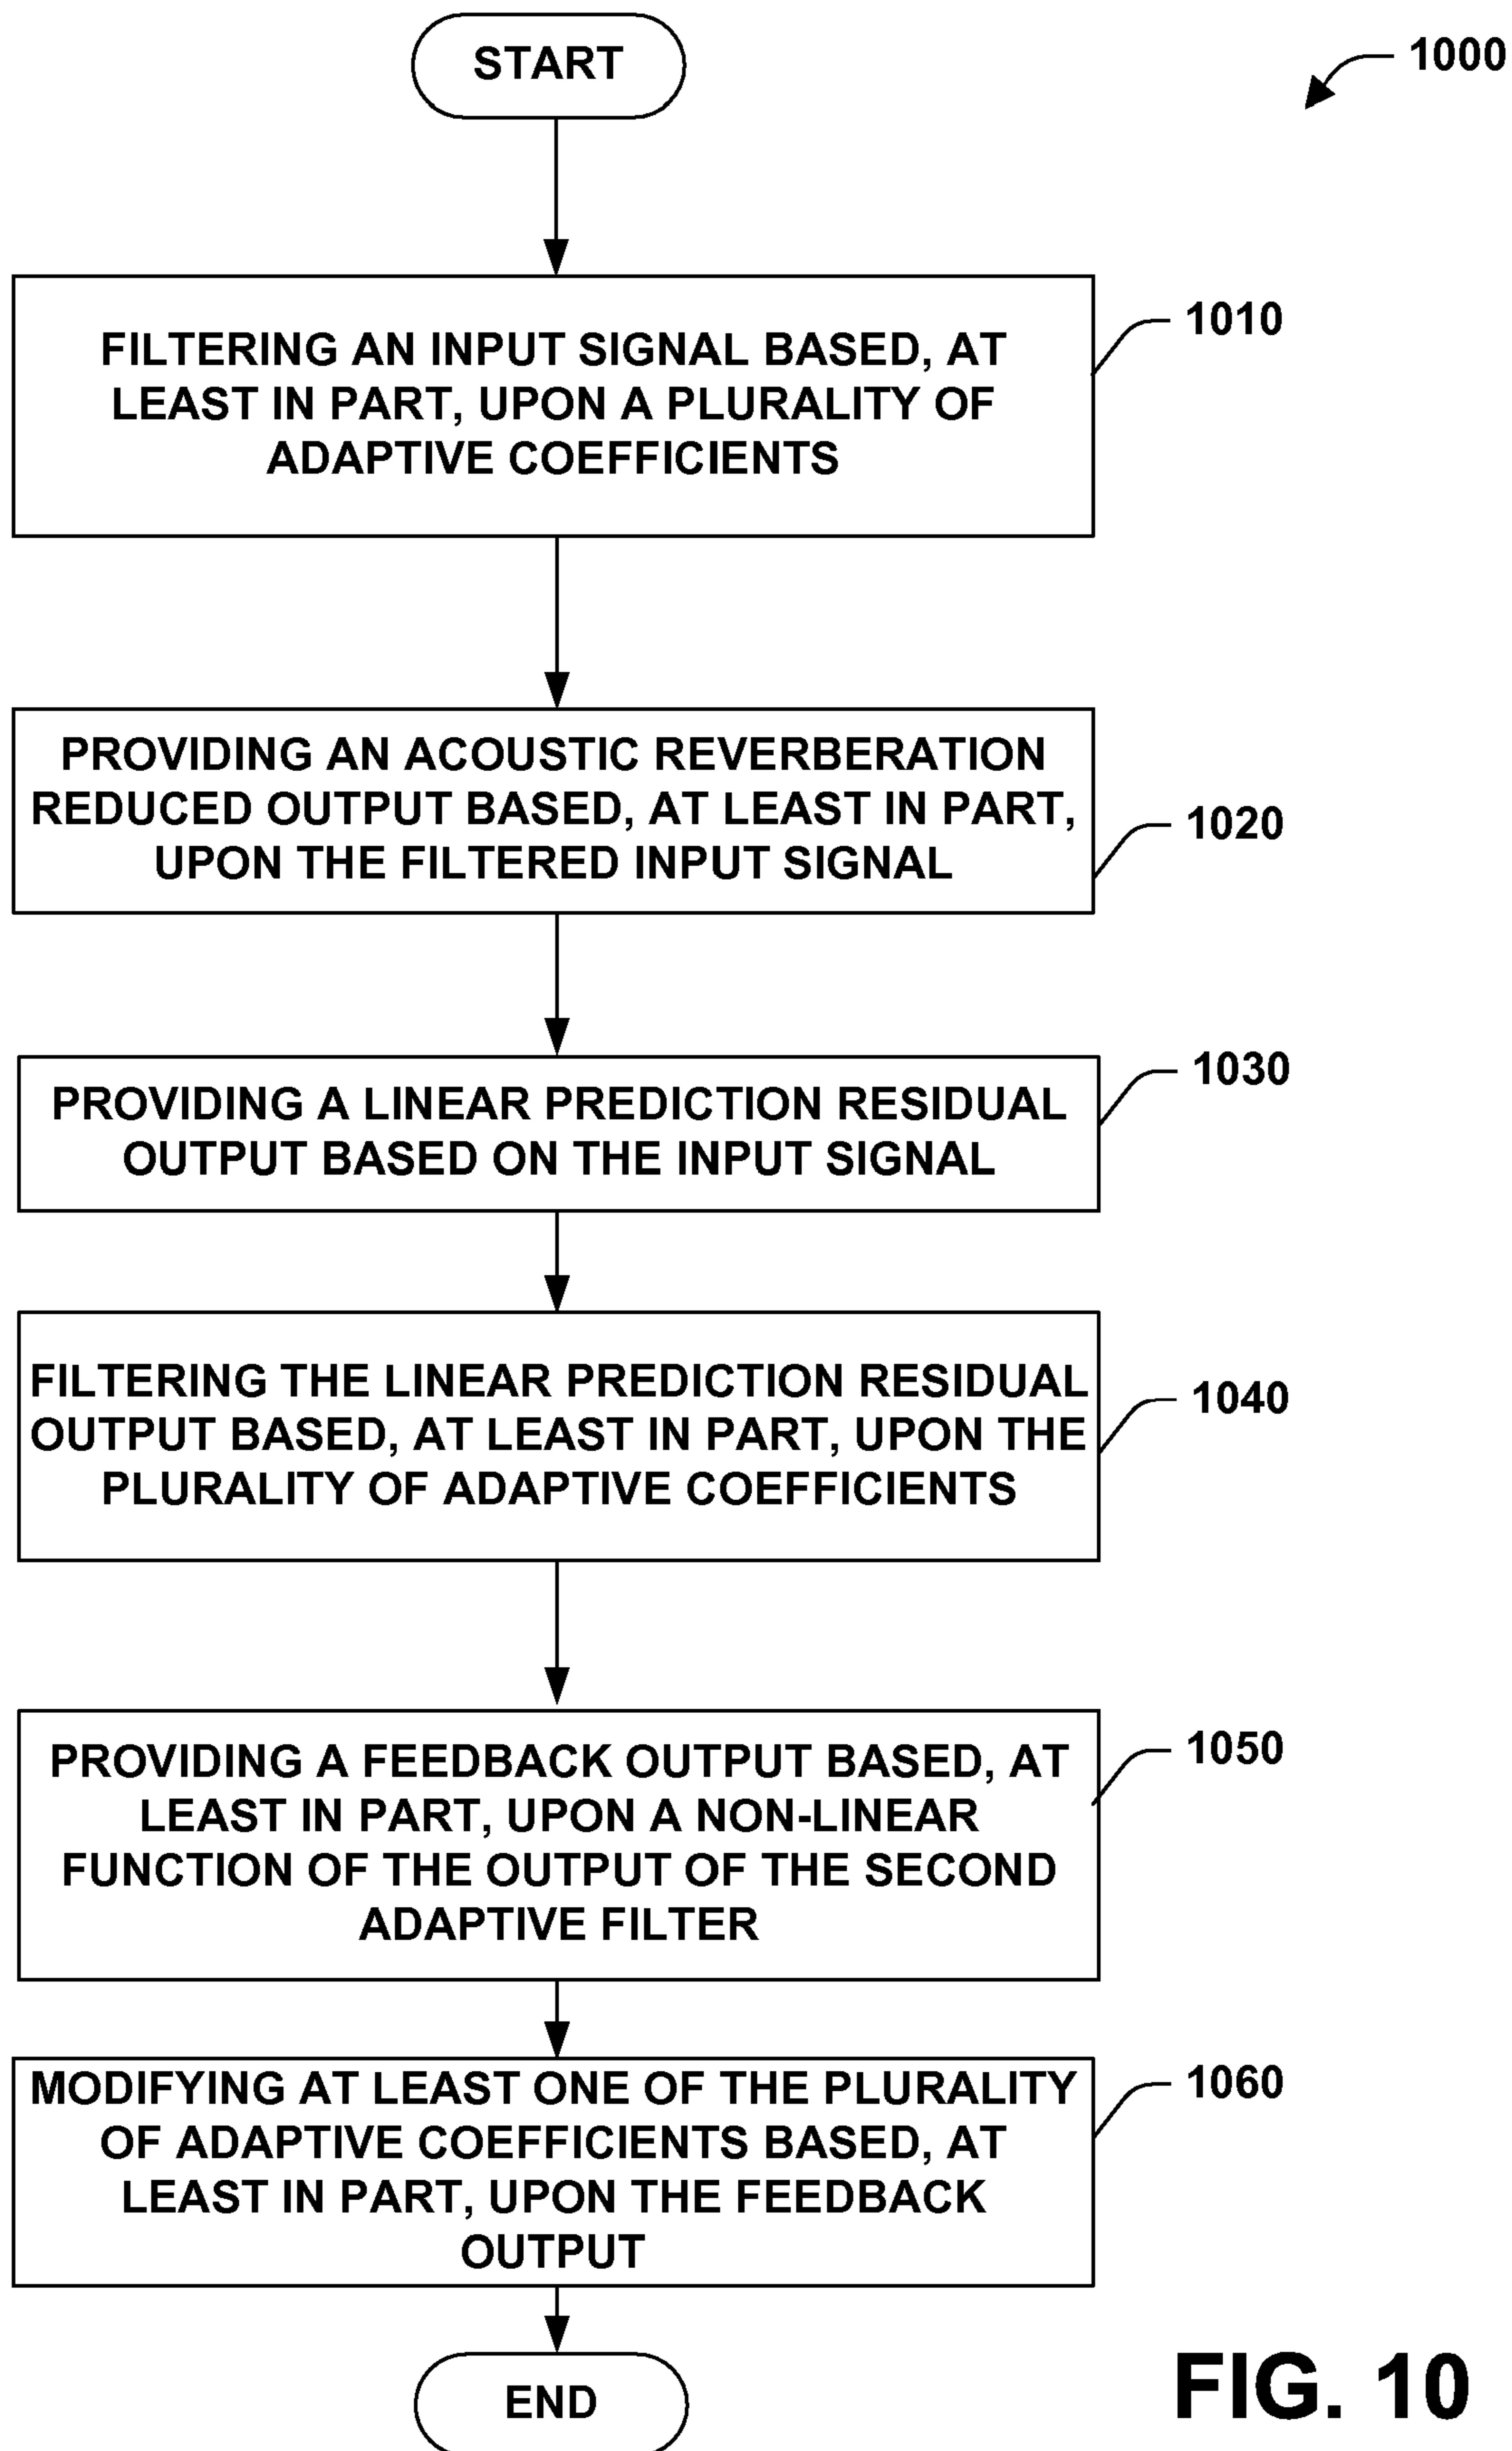 START
1000
FILTERING AN INPUT SIGNAL BASED, AT
LEAST IN PART, UPON A PLURALITY OF
ADAPTIVE COEFFICIENTS
1010
PROVIDING AN ACOUSTIC REVERBERATION
REDUCED OUTPUT BASED, AT LEAST IN PART,
UPON THE FILTERED INPUT SIGNAL
1020
PROVIDING A LINEAR PREDICTION RESIDUAL
OUTPUT BASED ON THE INPUT SIGNAL
1030
FILTERING THE LINEAR PREDICTION RESIDUAL
OUTPUT BASED, AT LEAST IN PART, UPON THE
PLURALITY OF ADAPTIVE COEFFICIENTS
1040
PROVIDING A FEEDBACK OUTPUT BASED, AT
LEAST IN PART, UPON A NON-LINEAR
FUNCTION OF THE OUTPUT OF THE SECOND
ADAPTIVE FILTER
1050
MODIFYING AT LEAST ONE OF THE PLURALITY
OF ADAPTIVE COEFFICIENTS BASED, AT
LEAST IN PART, UPON THE FEEDBACK
OUTPUT
1060
END
FIG. 10